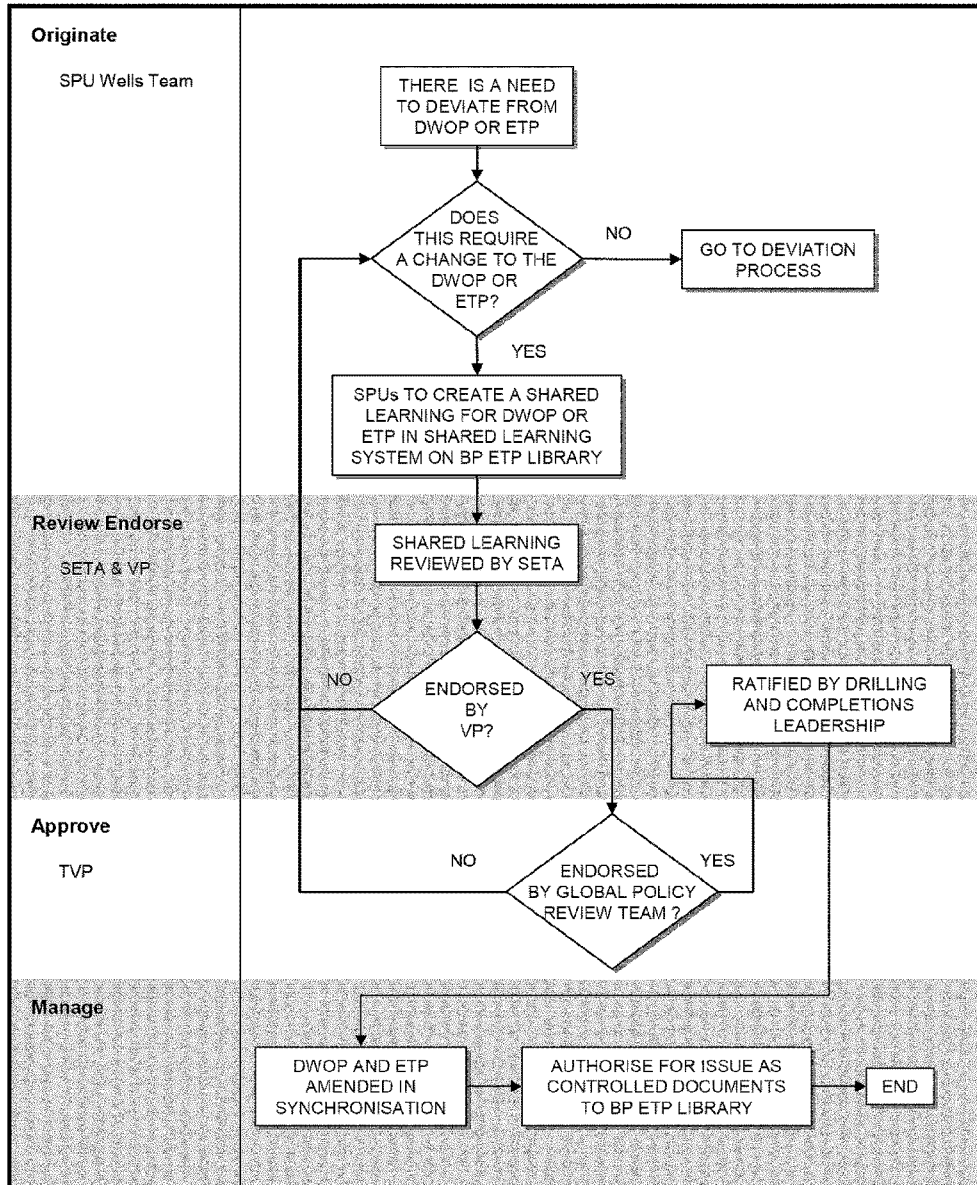 Originate
SPU Wells Team
THERE IS A NEED
TO DEVIATE FROM
DWOP OR ETP
DOES
THIS REQUIRE
A CHANGE TO THE
DWOP OR
ETP?
NO
GO TO DEVIATION
PROCESS
YES
SPUs TO CREATE A SHARED
LEARNING FOR DWOP OR
ETP IN SHARED LEARNING
SYSTEM ON BP ETP LIBRARY
Review Endorse
SETA & VP
SHARED LEARNING
REVIEWED BY SETA
NO
ENDORSED
BY
VP?
YES
RATIFIED BY DRILLING
AND COMPLETIONS
LEADERSHIP
Approve
TVP
NO
ENDORSED
BY GLOBAL POLICY
REVIEW TEAM ?
YES
Manage
DWOP AND ETP
AMENDED IN
SYNCHRONISATION
AUTHORISE FOR ISSUE AS
CONTROLLED DOCUMENTS
TO BP ETP LIBRARY
END